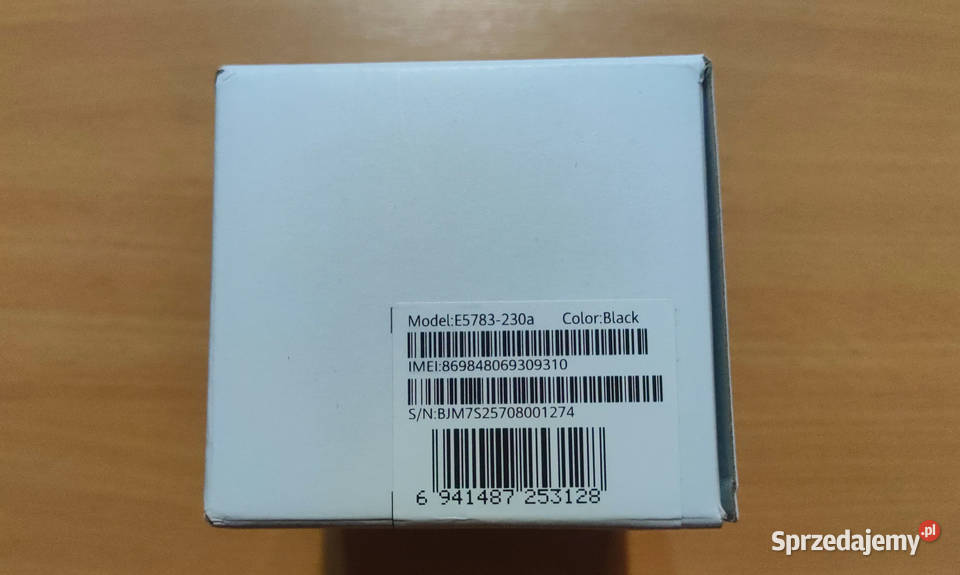 Model:E5783-230a Color:Black
IMEI:869848069309310
S/N:BJM7S25708001274
6 941487 253128
Sprzedajemy.pl